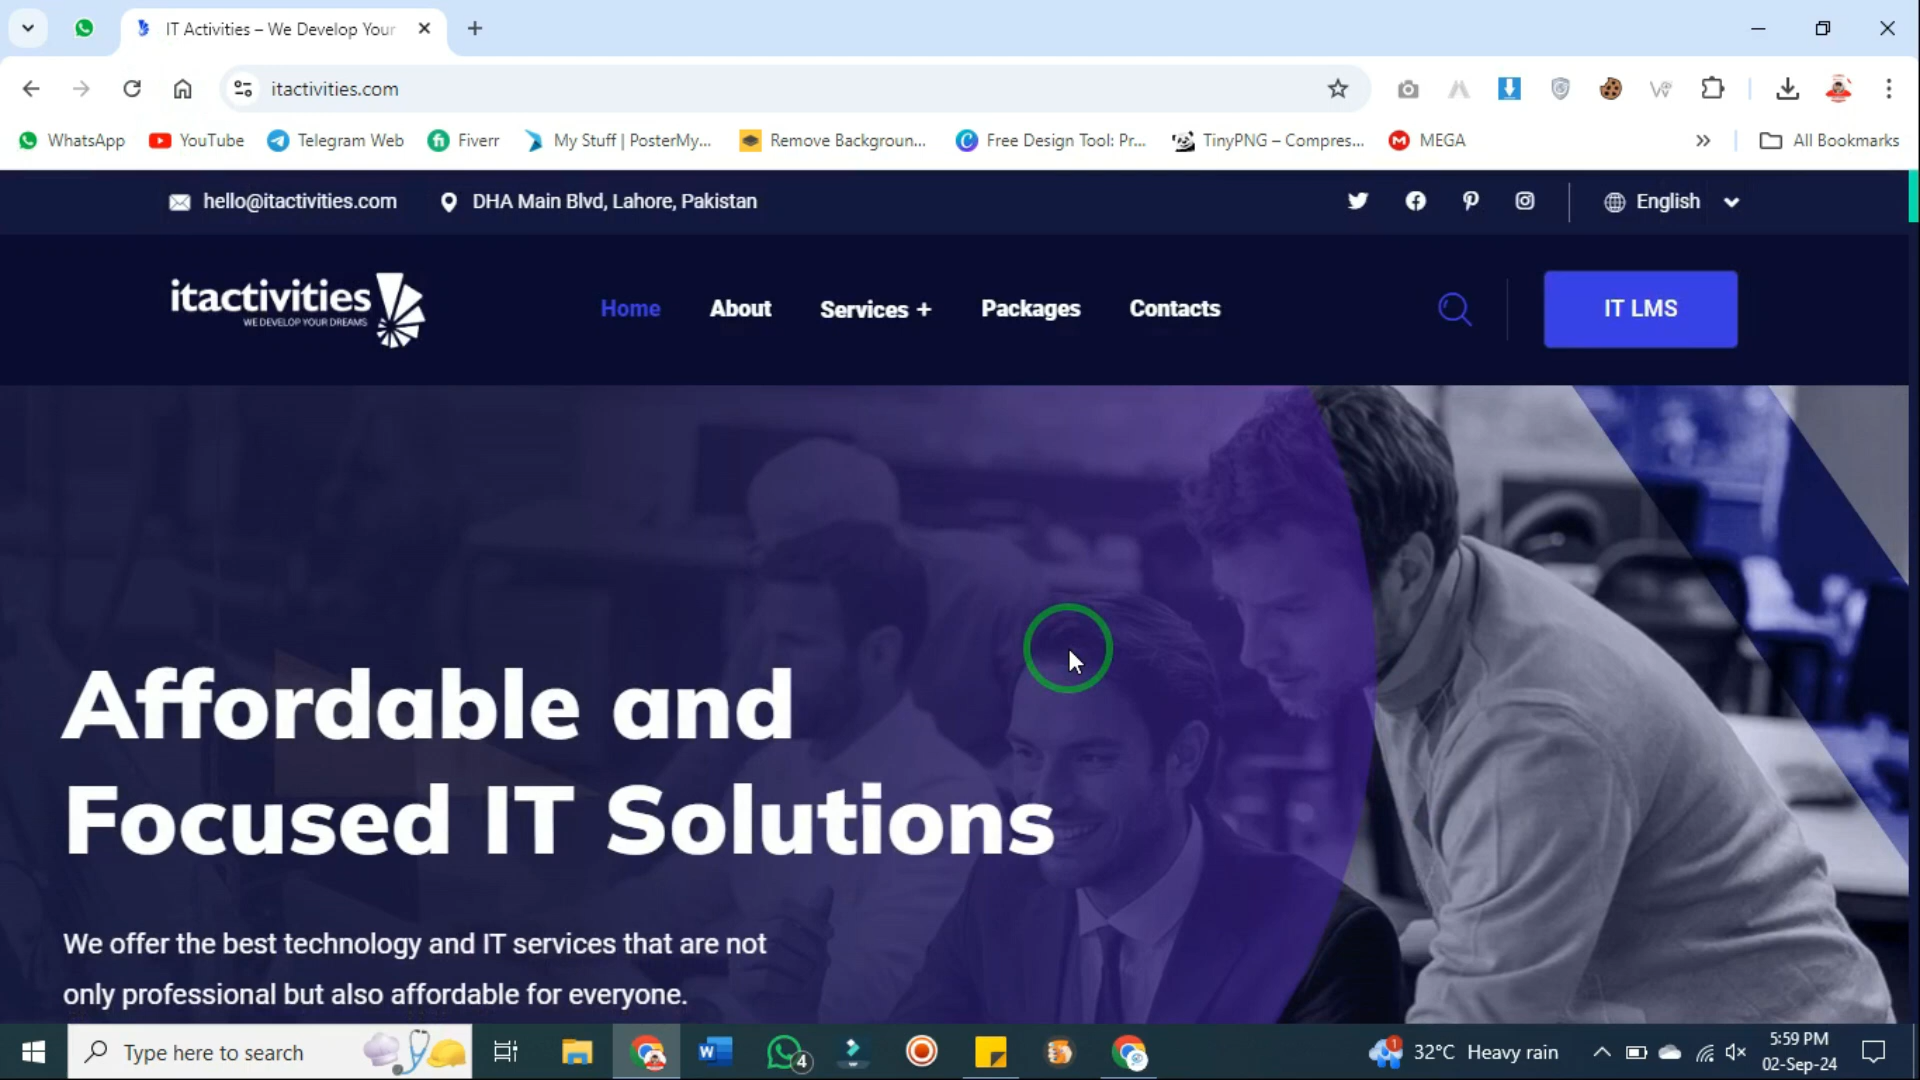 IT Activities – We Develop Your
itactivities.com
WhatsApp YouTube Telegram Web Fiverr My Stuff | PosterMy... Remove Backgroun... Free Design Tool: Pr... TinyPNG – Compres... MEGA » All Bookmarks
hello@itactivities.com DHA Main Blvd, Lahore, Pakistan English
itactivities
WE DEVELOP YOUR DREAMS
Home About Services + Packages Contacts IT LMS
Affordable and
Focused IT Solutions
We offer the best technology and IT services that are not
only professional but also affordable for everyone.
Type here to search 4 1 32°C Heavy rain 5:59 PM
02-Sep-24